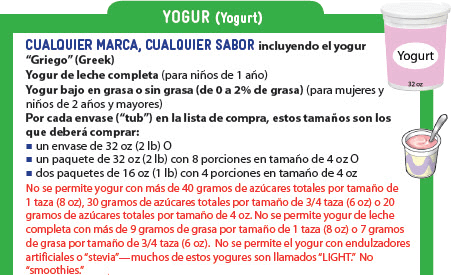 YOGUR (Yogurt)
CUALQUIER MARCA, CUALQUIER SABOR incluyendo el yogur
“Griego” (Greek)
Yogur de leche completa (para niños de 1 año)
Yogur bajo en grasa o sin grasa (de 0 a 2% de grasa) (para mujeres y
niños de 2 años y mayores)
Por cada envase (“tub”) en la lista de compra, estos tamaños son los
que deberá comprar:
■ un envase de 32 oz (2 lb) O
■ un paquete de 32 oz (2 lb) con 8 porciones en tamaño de 4 oz O
■ dos paquetes de 16 oz (1 lb) con 4 porciones en tamaño de 4 oz
No se permite yogur con más de 40 gramos de azúcares totales por tamaño de
1 taza (8 oz), 30 gramos de azúcares totales por tamaño de 3/4 taza (6 oz) o 20
gramos de azúcares totales por tamaño de 4 oz. No se permite yogur de leche
completa con más de 9 gramos de grasa por tamaño de 1 taza (8 oz) o 7 gramos
de grasa por tamaño de 3/4 taza (6 oz). No se permite el yogur con endulzadores
artificiales o “stevia”—muchos de estos yogures son llamados “LIGHT.” No
“smoothies.”
Yogurt
32 oz